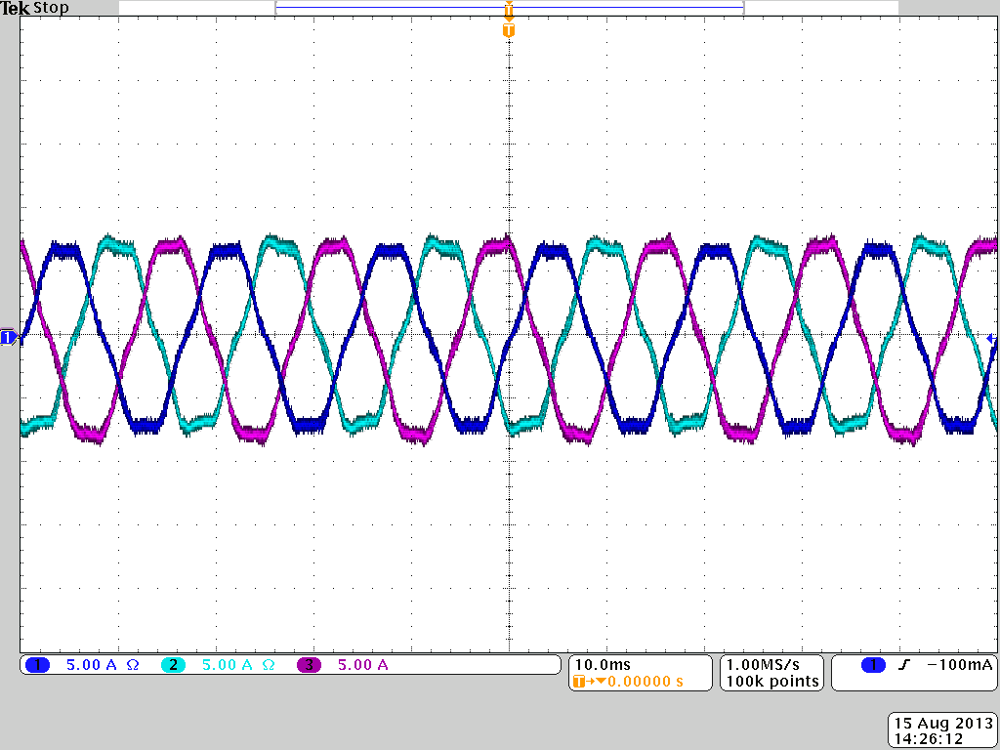 Tek Stop
T
T
1
1 5.00 A Ω 2 5.00 A Ω 3 5.00 A
10.0ms
T→▼0.00000 s
1.00MS/s
100k points
1 ∫ −100mA
15 Aug 2013
14:26:12